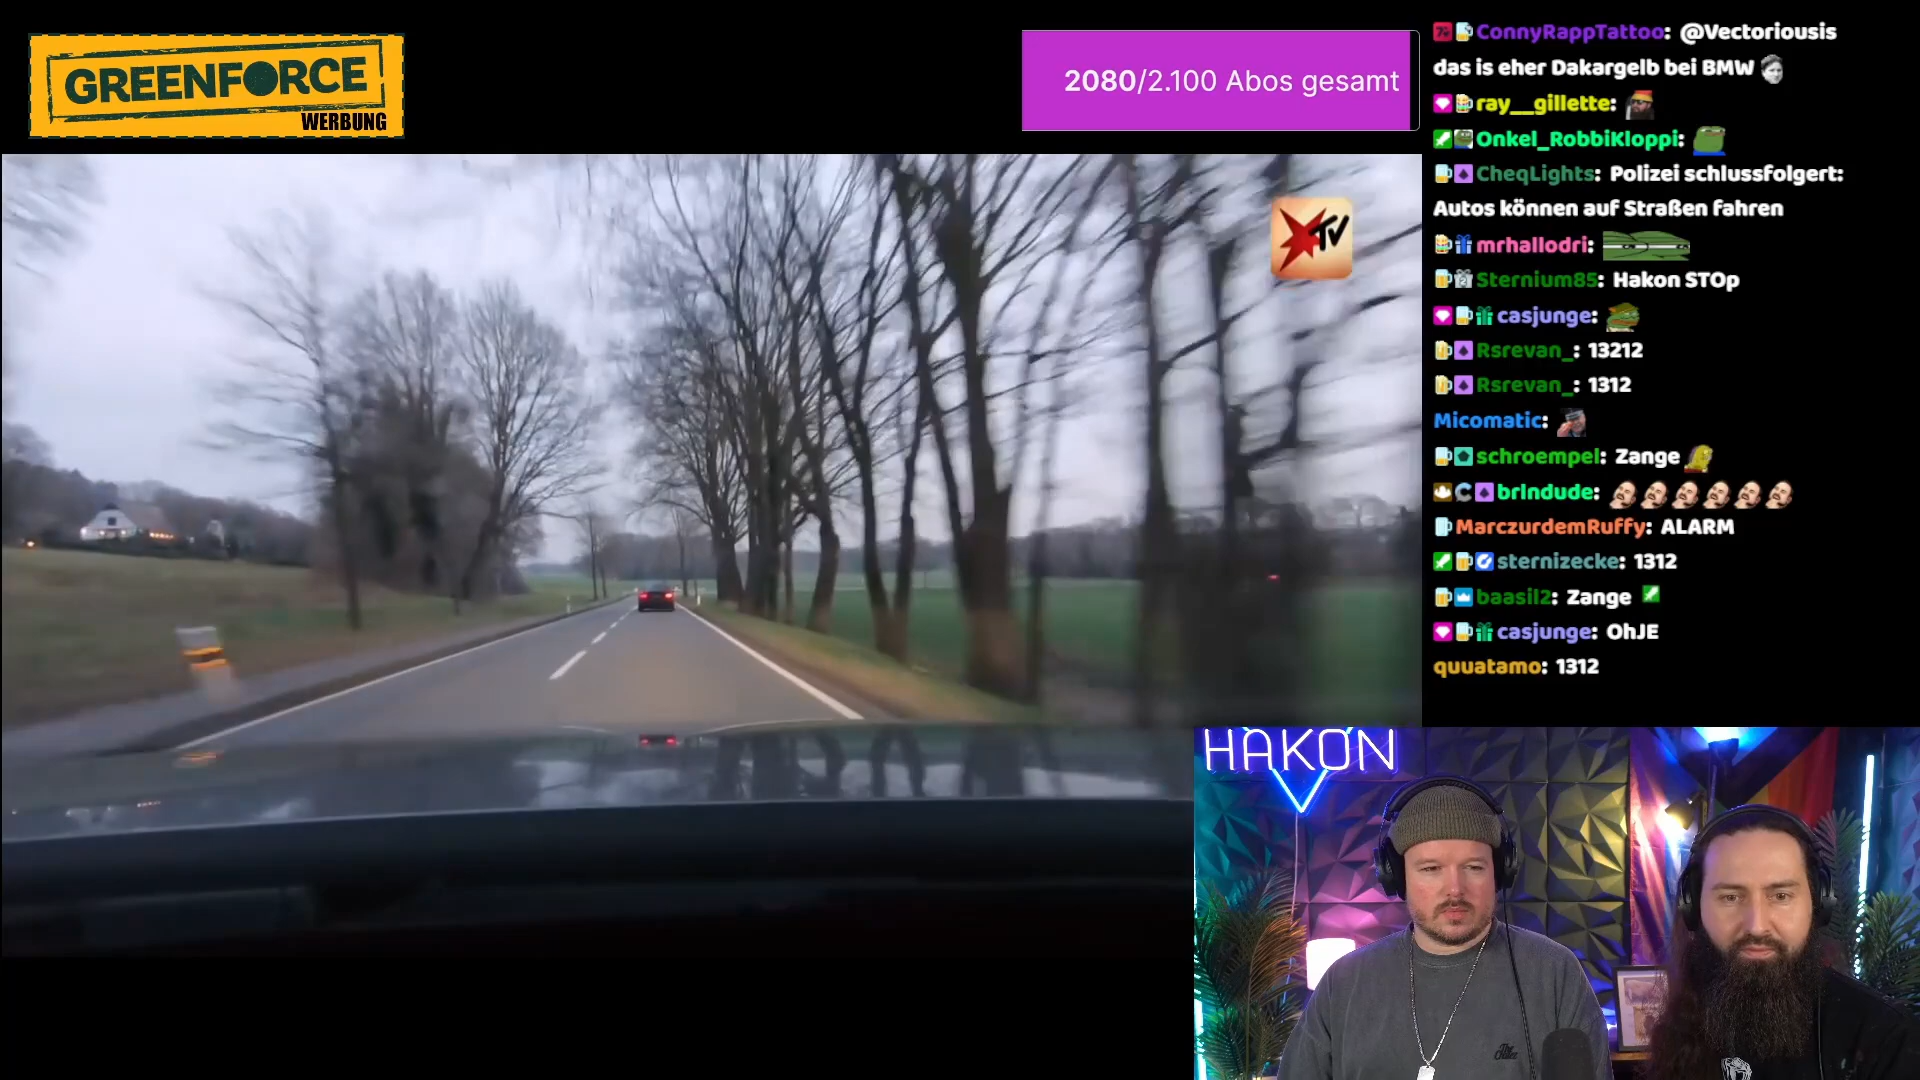 GREENFORCE
WERBUNG
2080/2.100 Abos gesamt
TV
HAKON
ConnyRappTattoo: @Vectoriousis
das is eher Dakargelb bei BMW
ray__gillette:
Onkel_RobbiKloppi:
CheqLights: Polizei schlussfolgert:
Autos können auf Straßen fahren
mrhallodri:
Sternium85: Hakon STOp
casjunge:
Rsrevan_: 13212
Rsrevan_: 1312
Micomatic:
schroempel: Zange
brIndude:
MarczurdemRuffy: ALARM
sternizecke: 1312
baasil2: Zange
casjunge: OhJE
quuatamo: 1312